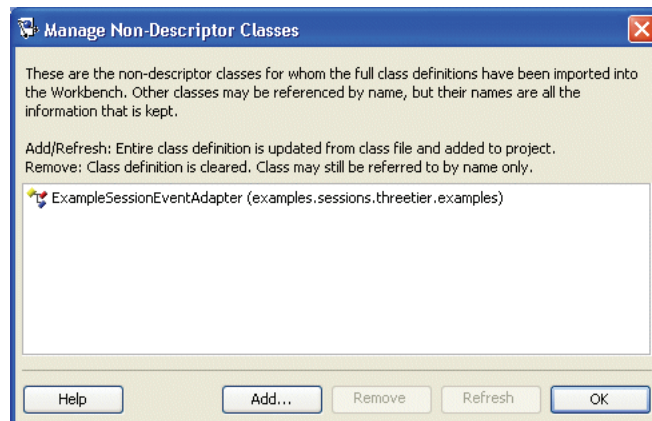 Manage Non-Descriptor Classes
These are the non-descriptor classes for whom the full class definitions have been imported into
the Workbench. Other classes may be referenced by name, but their names are all the
information that is kept.
Add/Refresh: Entire class definition is updated from class file and added to project.
Remove: Class definition is cleared. Class may still be referred to by name only.
ExampleSessionEventAdapter (examples.sessions.threetier.examples)
Help Add... Remove Refresh OK